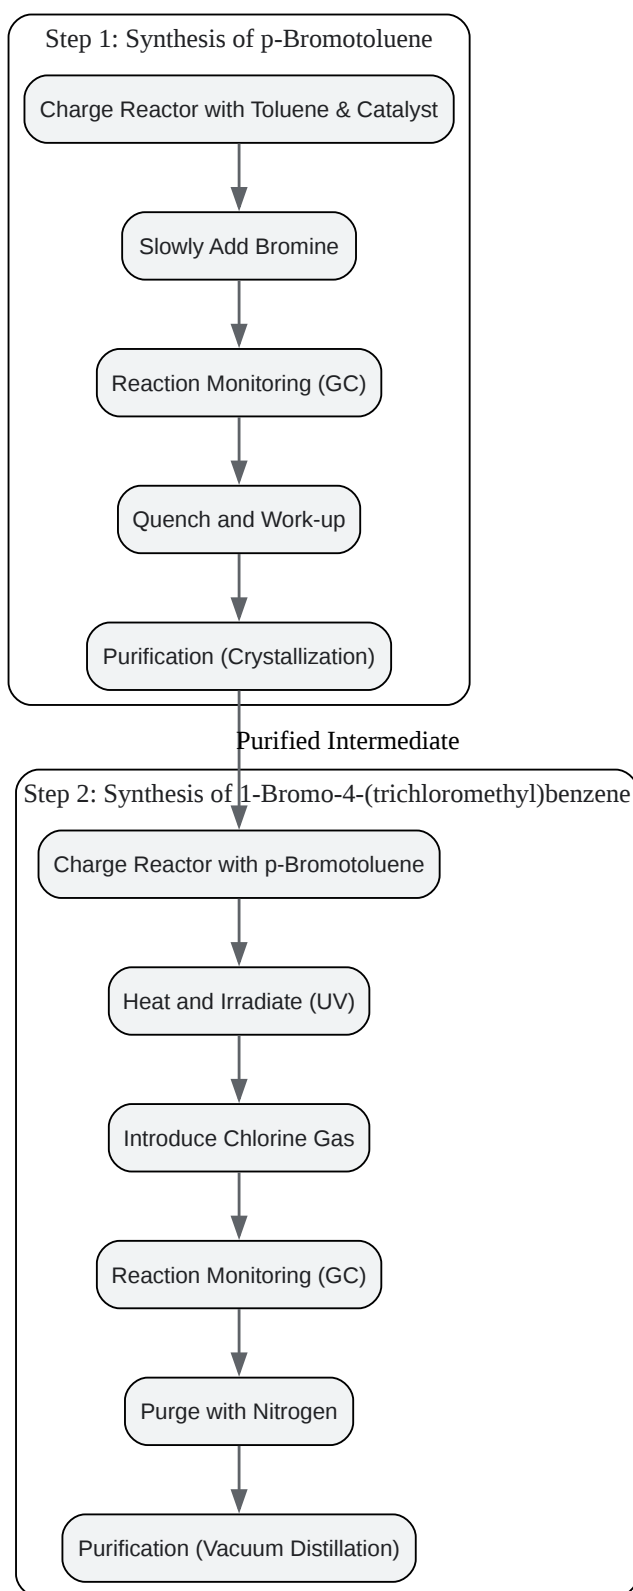 Step 1: Synthesis of p-Bromotoluene
Charge Reactor with Toluene & Catalyst
Slowly Add Bromine
Reaction Monitoring (GC)
Quench and Work-up
Purification (Crystallization)
Purified Intermediate
Step 2: Synthesis of 1-Bromo-4-(trichloromethyl)benzene
Charge Reactor with p-Bromotoluene
Heat and Irradiate (UV)
Introduce Chlorine Gas
Reaction Monitoring (GC)
Purge with Nitrogen
Purification (Vacuum Distillation)